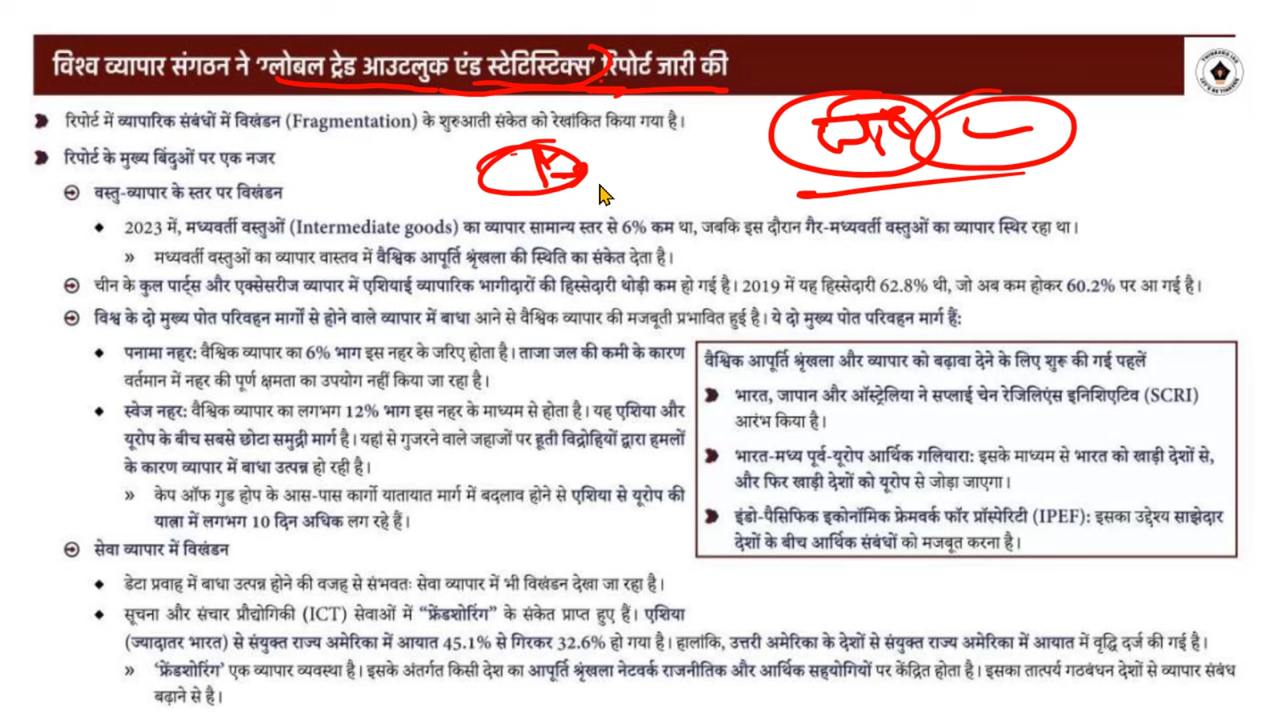 विश्व व्यापार संगठन ने 'ग्लोबल ट्रेड आउटलुक एंड स्टेटिस्टिक्स' रिपोर्ट जारी की
रिपोर्ट में व्यापारिक संबंधों में विखंडन (Fragmentation) के शुरुआती संकेत को रेखांकित किया गया है।
रिपोर्ट के मुख्य बिंदुओं पर एक नजर
वस्तु-व्यापार के स्तर पर विखंडन
2023 में, मध्यवर्ती वस्तुओं (Intermediate goods) का व्यापार सामान्य स्तर से 6% कम था, जबकि इस दौरान गैर-मध्यवर्ती वस्तुओं का व्यापार स्थिर रहा था।
» मध्यवर्ती वस्तुओं का व्यापार वास्तव में वैश्विक आपूर्ति श्रृंखला की स्थिति का संकेत देता है।
चीन के कुल पार्ट्स और एक्सेसरीज व्यापार में एशियाई व्यापारिक भागीदारों की हिस्सेदारी थोड़ी कम हो गई है। 2019 में यह हिस्सेदारी 62.8% थी, जो अब कम होकर 60.2% पर आ गई है।
विश्व के दो मुख्य पोत परिवहन मार्गों से होने वाले व्यापार में बाधा आने से वैश्विक व्यापार की मजबूती प्रभावित हुई है। ये दो मुख्य पोत परिवहन मार्ग हैं:
पनामा नहर: वैश्विक व्यापार का 6% भाग इस नहर के जरिए होता है। ताजा जल की कमी के कारण
वर्तमान में नहर की पूर्ण क्षमता का उपयोग नहीं किया जा रहा है।
स्वेज नहर: वैश्विक व्यापार का लगभग 12% भाग इस नहर के माध्यम से होता है। यह एशिया और
यूरोप के बीच सबसे छोटा समुद्री मार्ग है। यहां से गुजरने वाले जहाजों पर हूती विद्रोहियों द्वारा हमलों
के कारण व्यापार में बाधा उत्पन्न हो रही है।
» केप ऑफ गुड होप के आस-पास कार्गो यातायात मार्ग में बदलाव होने से एशिया से यूरोप की
यात्रा में लगभग 10 दिन अधिक लग रहे हैं।
वैश्विक आपूर्ति श्रृंखला और व्यापार को बढ़ावा देने के लिए शुरू की गई पहलें
भारत, जापान और ऑस्ट्रेलिया ने सप्लाई चेन रेजिलिएंस इनिशिएटिव (SCRI)
आरंभ किया है।
भारत-मध्य पूर्व-यूरोप आर्थिक गलियारा: इसके माध्यम से भारत को खाड़ी देशों से,
और फिर खाड़ी देशों को यूरोप से जोड़ा जाएगा।
इंडो-पैसिफिक इकोनॉमिक फ्रेमवर्क फॉर प्रॉस्पेरिटी (IPEF): इसका उद्देश्य साझेदार
देशों के बीच आर्थिक संबंधों को मजबूत करना है।
सेवा व्यापार में विखंडन
डेटा प्रवाह में बाधा उत्पन्न होने की वजह से संभवतः सेवा व्यापार में भी विखंडन देखा जा रहा है।
सूचना और संचार प्रौद्योगिकी (ICT) सेवाओं में "फ्रेंडशोरिंग" के संकेत प्राप्त हुए हैं। एशिया
(ज्यादातर भारत) से संयुक्त राज्य अमेरिका में आयात 45.1% से गिरकर 32.6% हो गया है। हालांकि, उत्तरी अमेरिका के देशों से संयुक्त राज्य अमेरिका में आयात में वृद्धि दर्ज की गई है।
» 'फ्रेंडशोरिंग' एक व्यापार व्यवस्था है। इसके अंतर्गत किसी देश का आपूर्ति श्रृंखला नेटवर्क राजनीतिक और आर्थिक सहयोगियों पर केंद्रित होता है। इसका तात्पर्य गठबंधन देशों से व्यापार संबंध
बढ़ाने से है।